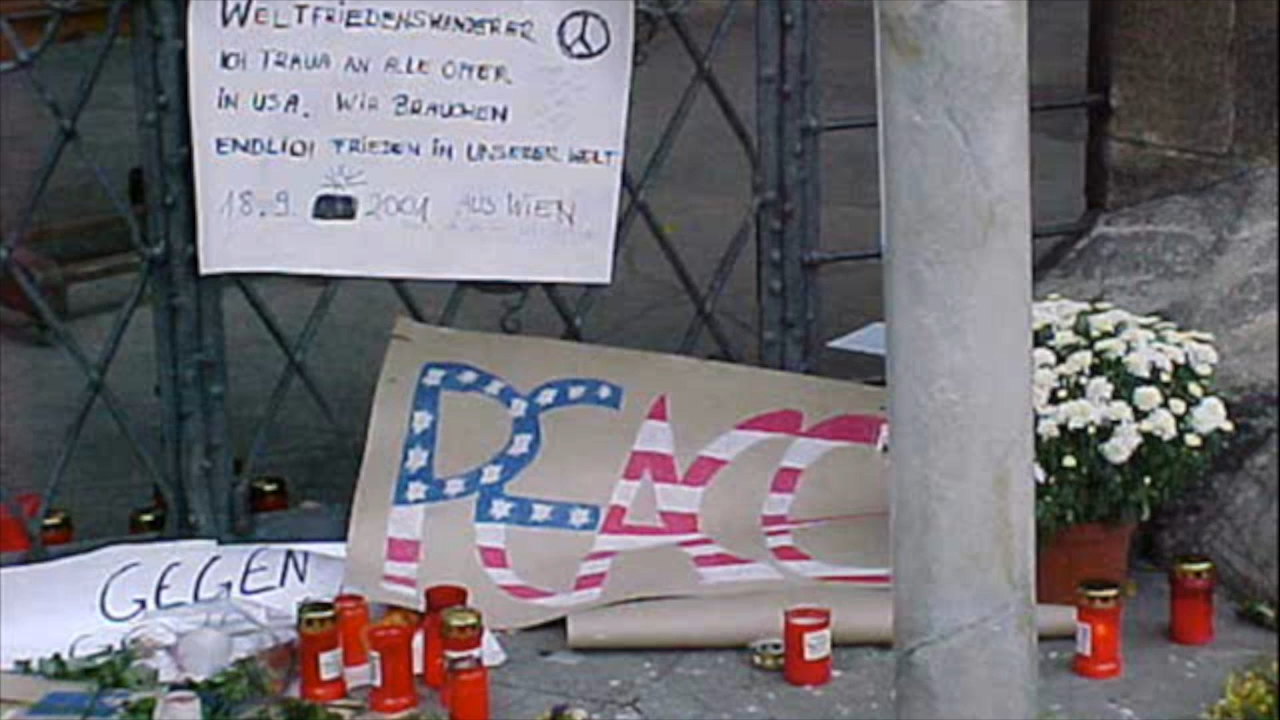 WELTFRIEDENSWANDERER
ICH TRAUA AN ALLE OPFER
IN USA. WIR BRAUCHEN
ENDLICH FRIEDEN IN UNSERER WELT
18.9. 2001 AUS WIEN
PEACE
GEGEN